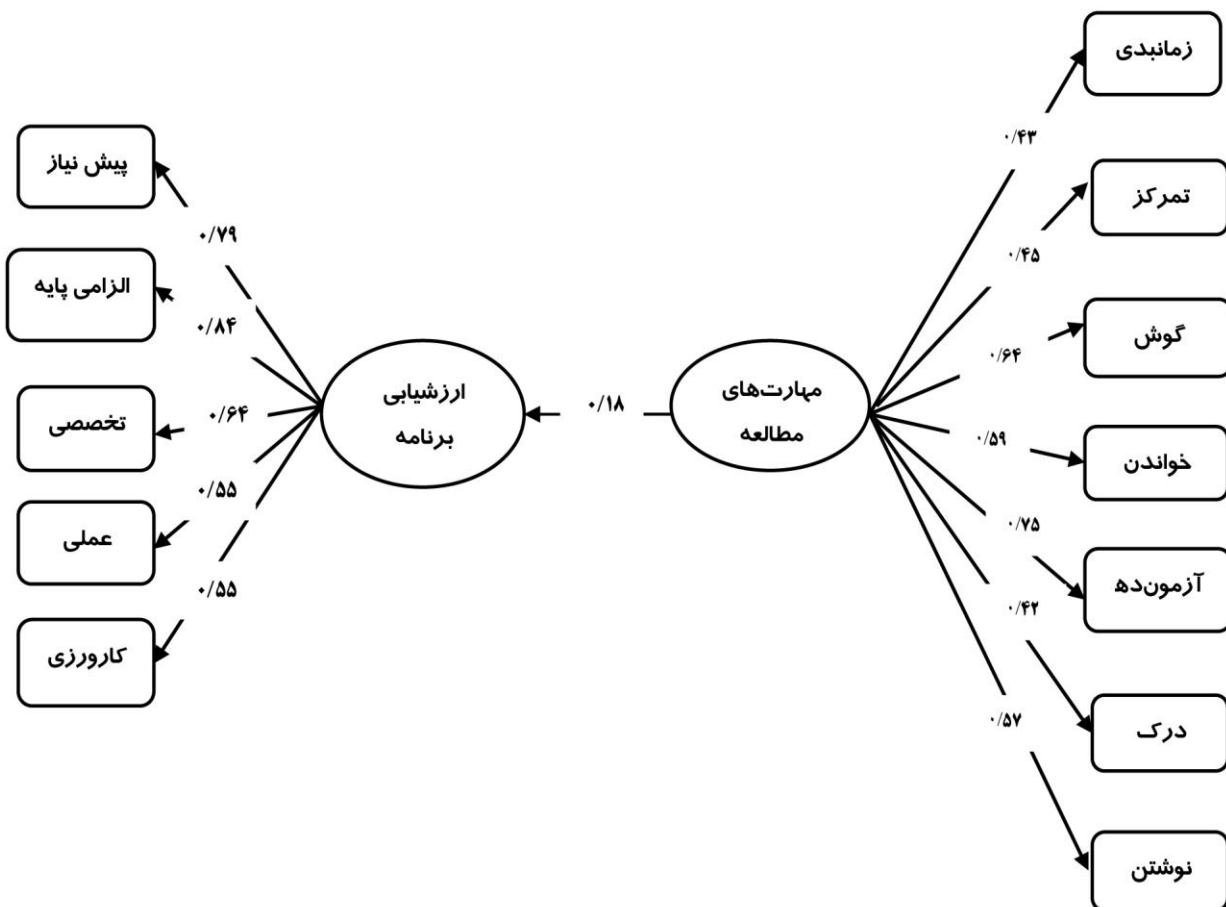 زمانبدی
۰/۴۳
تمرکز
۰/۴۵
گوش
۰/۶۴
خواندن
۰/۵۹
آزمون‌ده
۰/۷۵
درک
۰/۴۲
نوشتن
۰/۵۷
مهارت‌های
مطالعه
۰/۱۸
ارزشیابی
برنامه
پیش نیاز
۰/۷۹
الزامی پایه
۰/۸۴
تخصصی
۰/۶۴
عملی
۰/۵۵
کارورزی
۰/۵۵